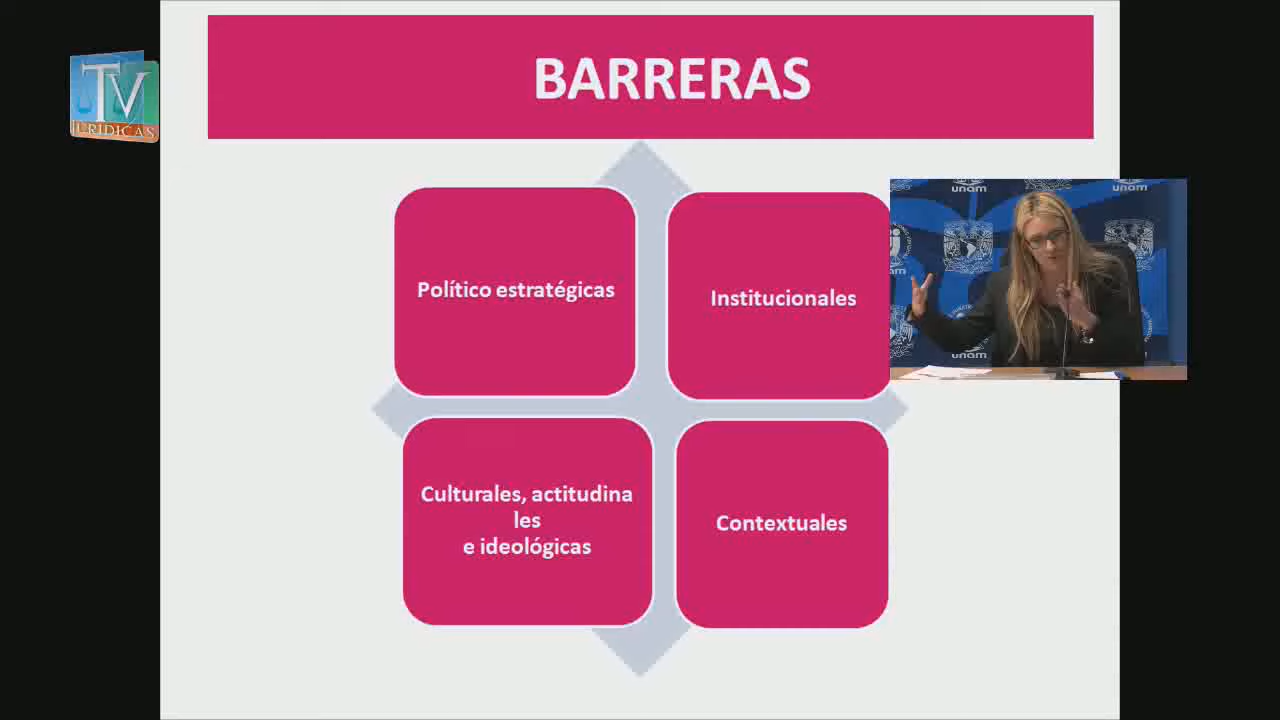 BARRERAS
TV
JURIDICAS
Político estratégicas
Institucionales
unam
unam
unam
unam
Culturales, actitudina
les
e ideológicas
Contextuales